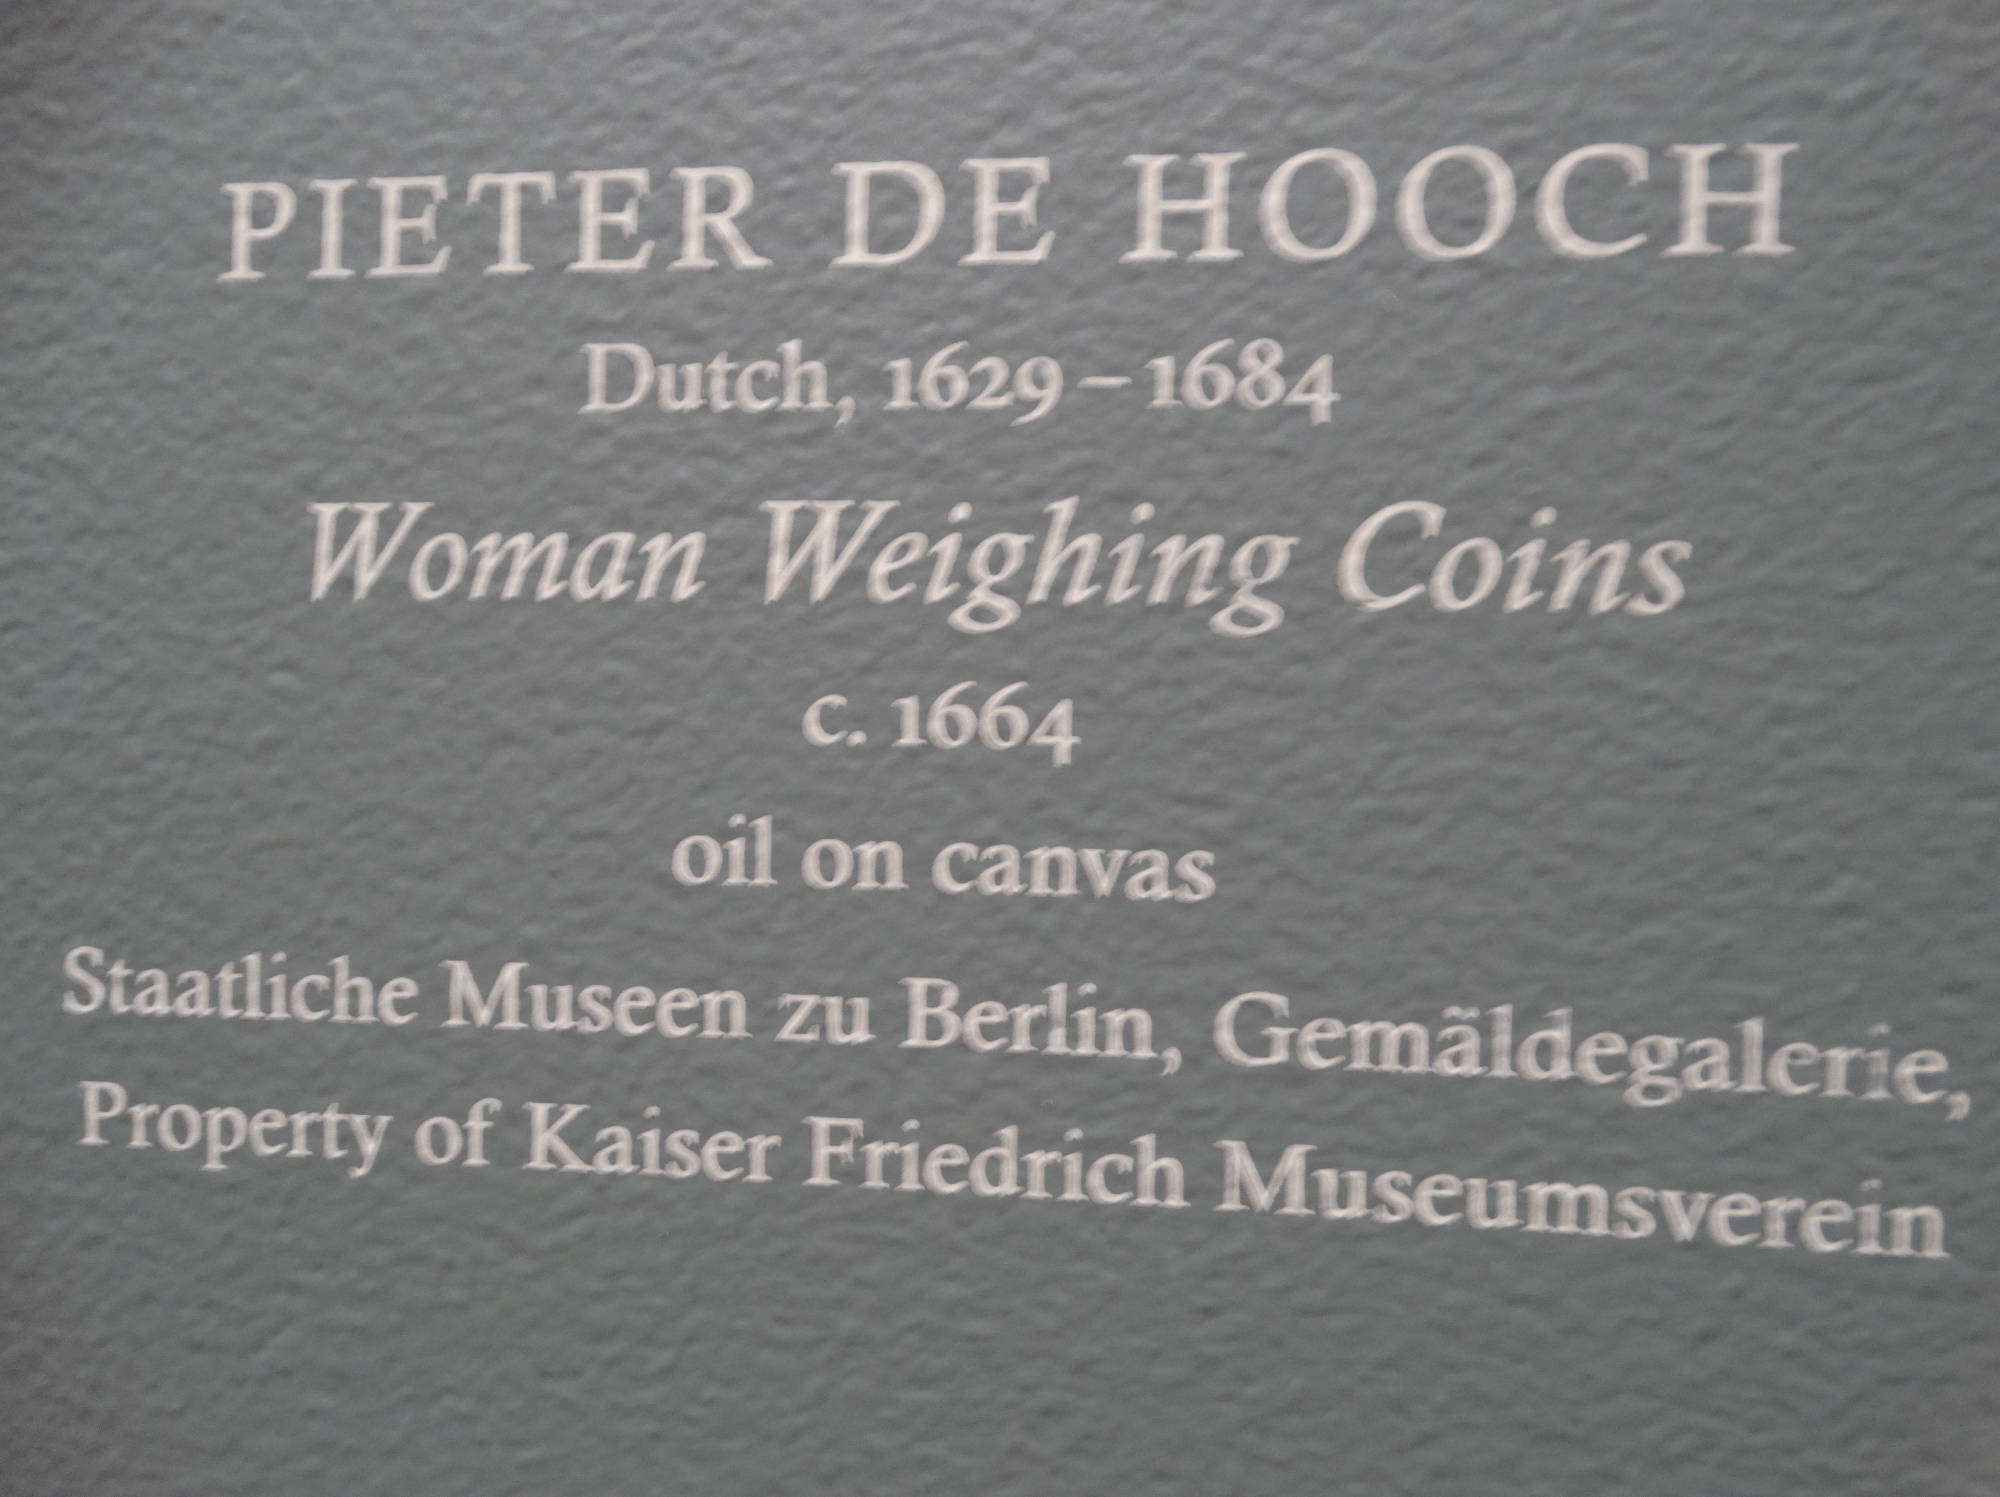 PIETER DE HOOCH
Dutch, 1629 – 1684
Woman Weighing Coins
c. 1664
oil on canvas
Staatliche Museen zu Berlin, Gemäldegalerie,
Property of Kaiser Friedrich Museumsverein